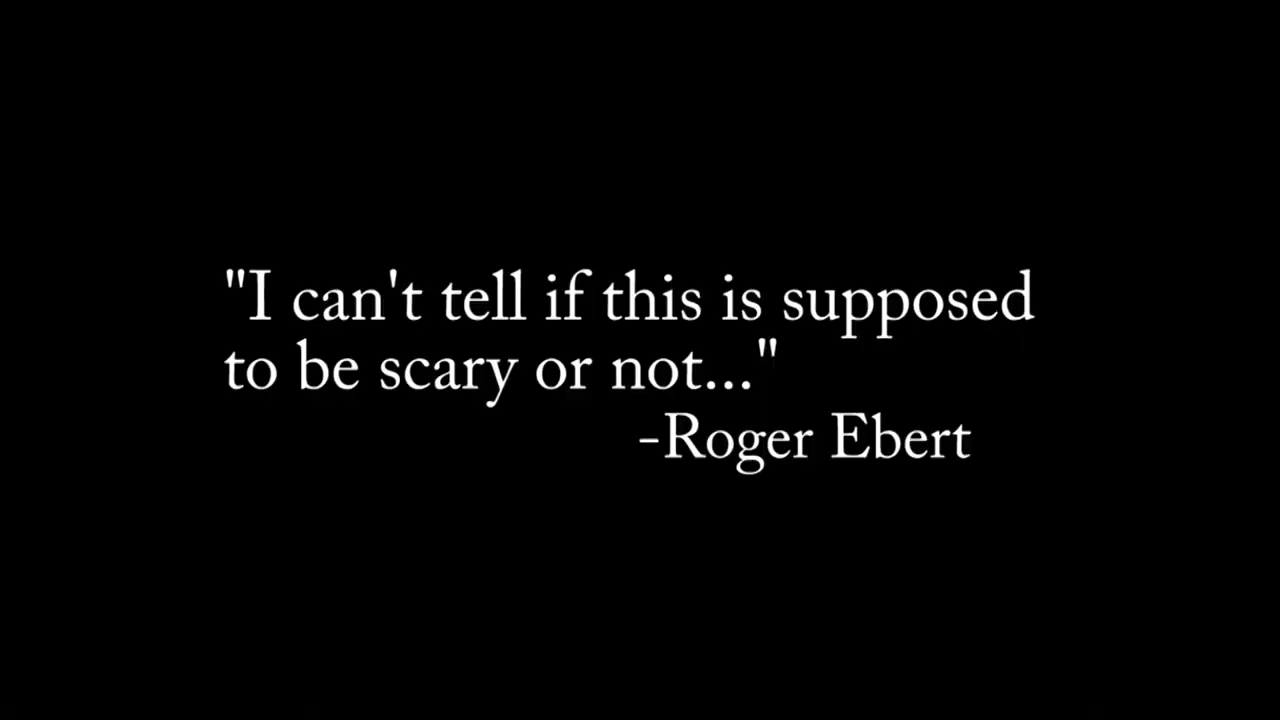 "I can't tell if this is supposed
to be scary or not..."
-Roger Ebert